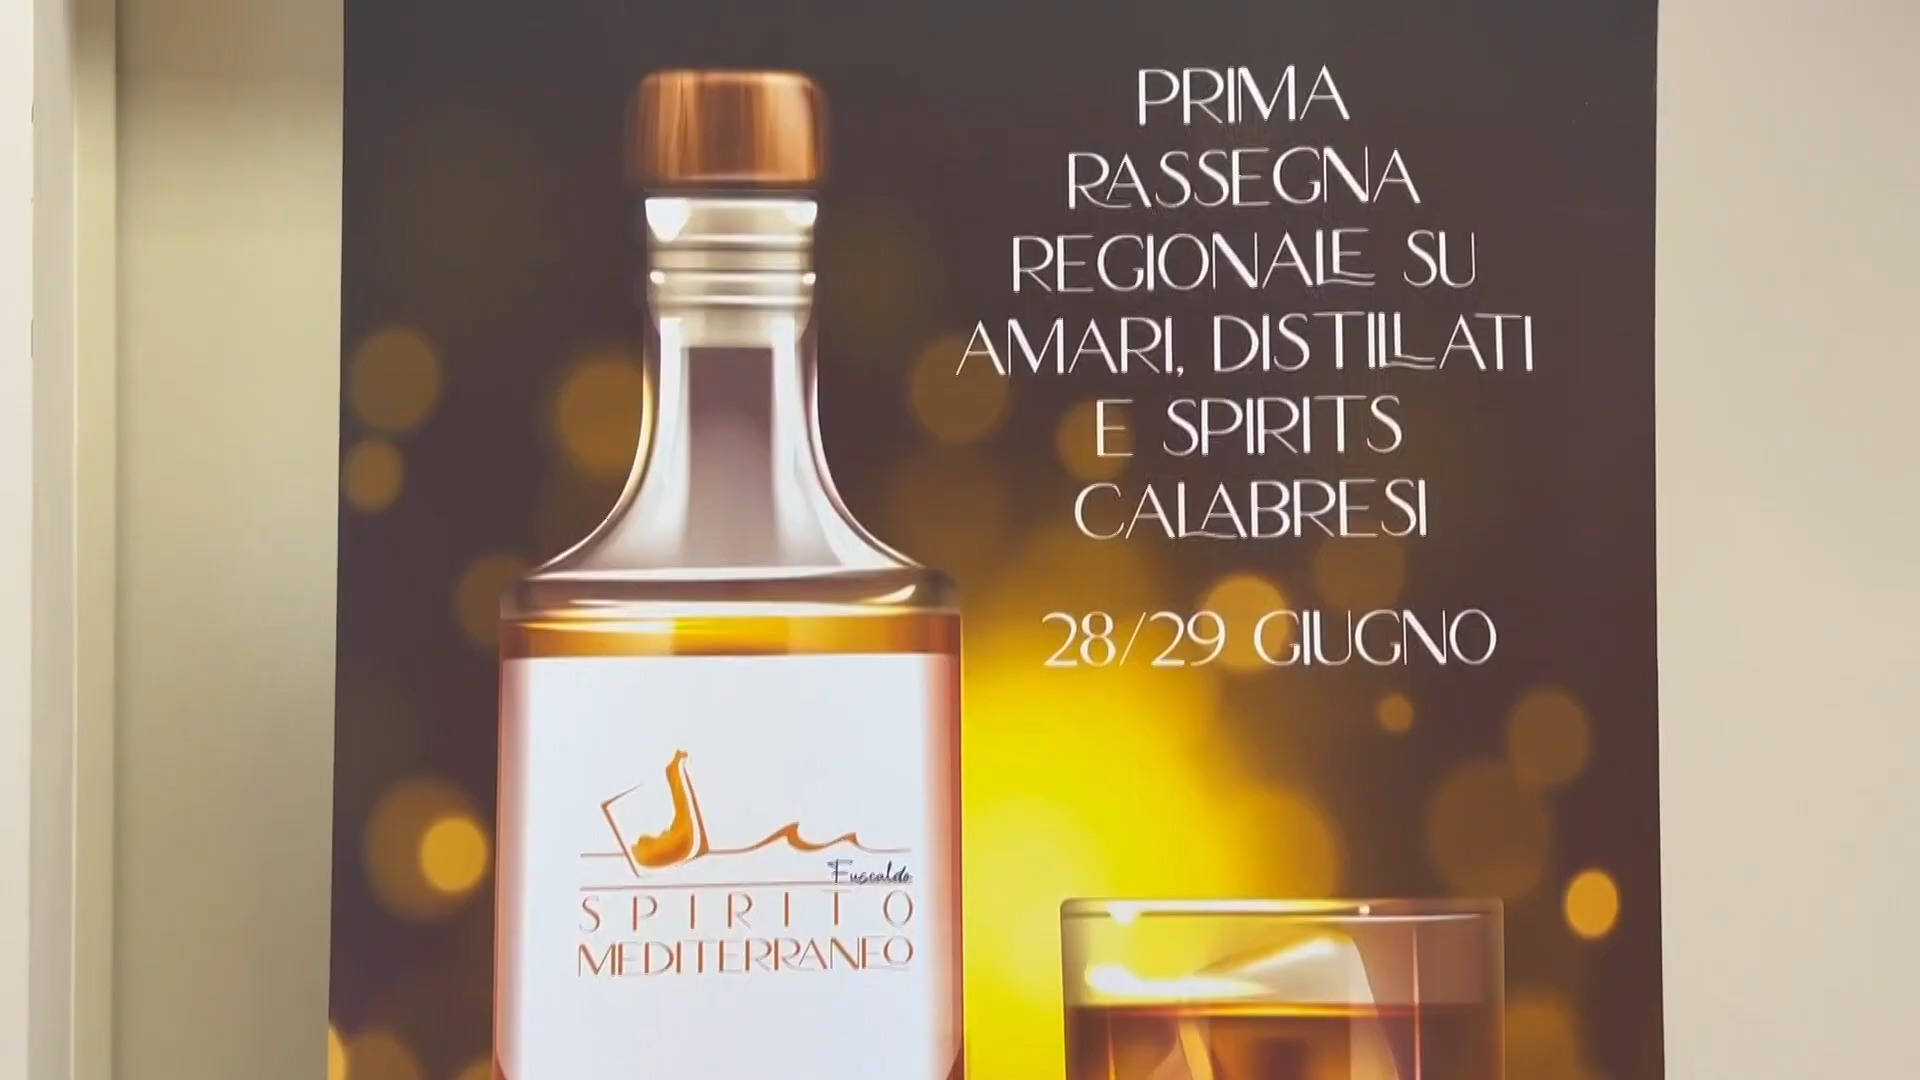 PRIMA
RASSEGNA
REGIONALE SU
AMARI, DISTILLATI
E SPIRITS
CALABRESI
28/29 GIUGNO
Fuscaldo
SPIRITO
MEDITERRANEO